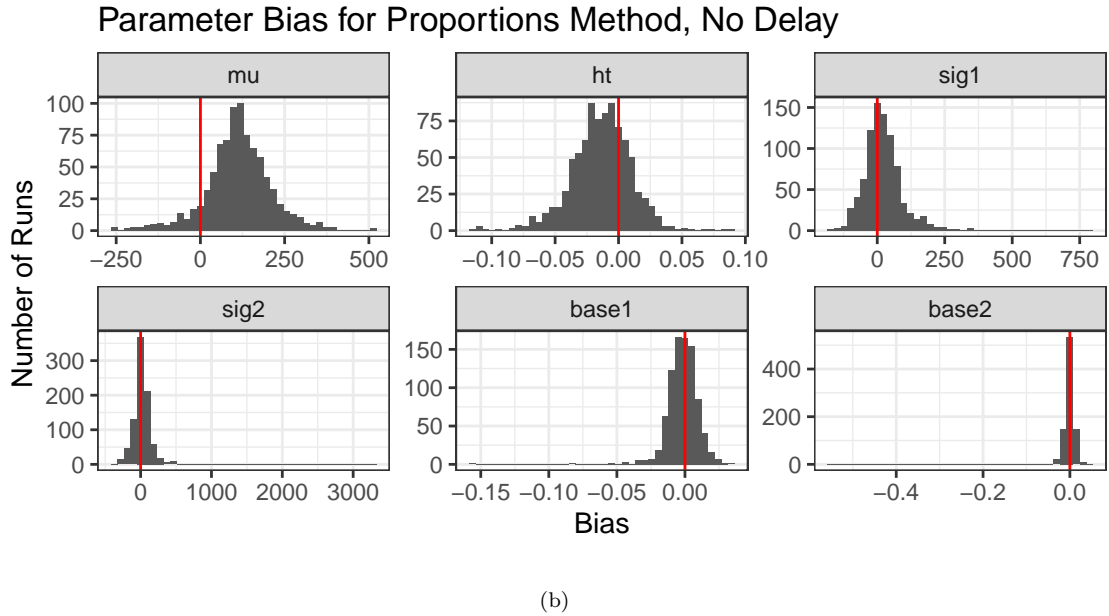 Parameter Bias for Proportions Method, No Delay
mu
ht
sig1
100
75
50
25
0
−250 0 250 500
75
50
25
0
−0.10 −0.05 0.00 0.05 0.10
150
100
50
0
0 250 500 750
Number of Runs
sig2
base1
base2
300
200
100
0
0 1000 2000 3000
150
100
50
0
−0.15 −0.10 −0.05 0.00
400
200
0
−0.4 −0.2 0.0
Bias
(b)